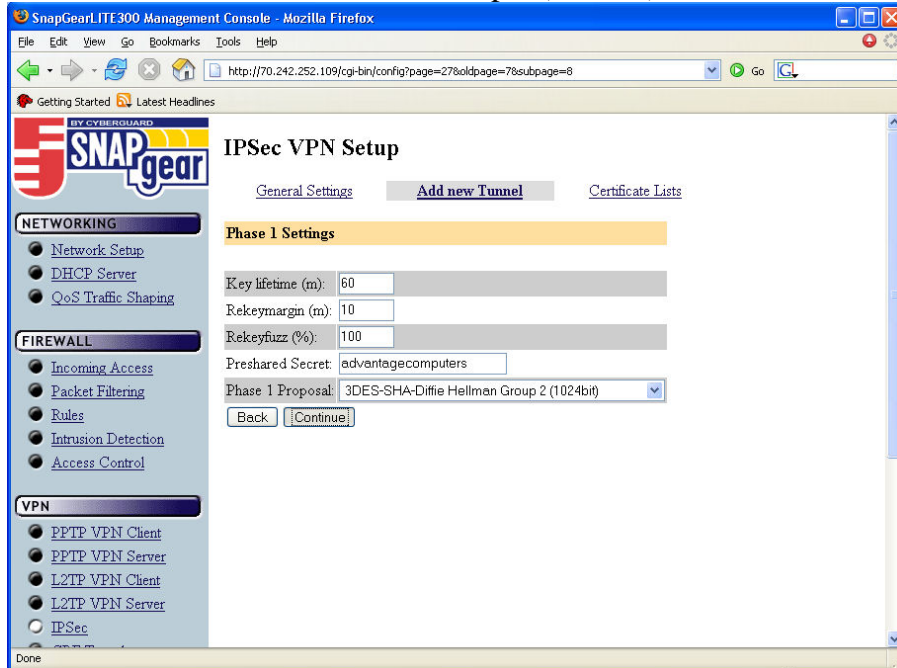 SnapGearLITE300 Management Console - Mozilla Firefox
File Edit View Go Bookmarks Tools Help
http://70.242.252.109/cgi-bin/config?page=27&oldpage=7&subpage=8 Go
Getting Started Latest Headlines
BY CYBERGUARD
SNAPgear
IPSec VPN Setup
General Settings Add new Tunnel Certificate Lists
NETWORKING
Network Setup
DHCP Server
QoS Traffic Shaping
FIREWALL
Incoming Access
Packet Filtering
Rules
Intrusion Detection
Access Control
VPN
PPTP VPN Client
PPTP VPN Server
L2TP VPN Client
L2TP VPN Server
IPSec
Phase 1 Settings
Key lifetime (m): 60
Rekeymargin (m): 10
Rekeyfuzz (%): 100
Preshared Secret: advantagecomputers
Phase 1 Proposal: 3DES-SHA-Diffie Hellman Group 2 (1024bit)
Back Continue
Done